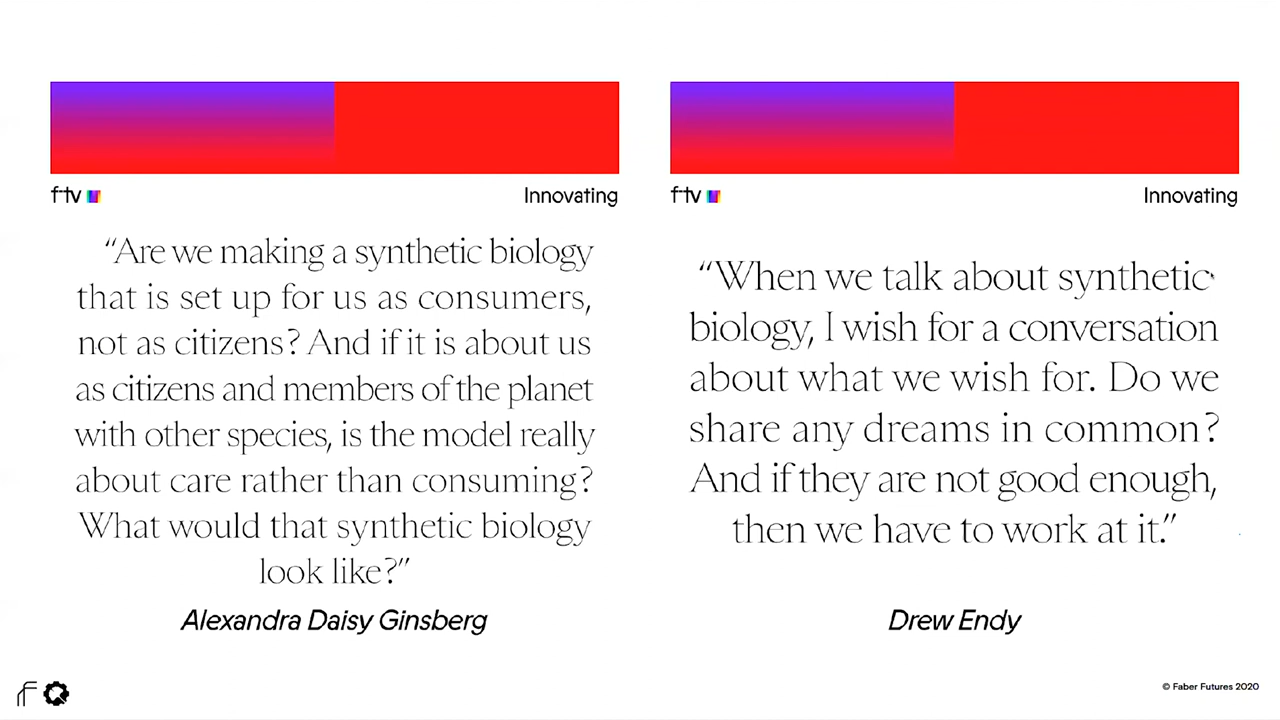 ftv Innovating
“Are we making a synthetic biology
that is set up for us as consumers,
not as citizens? And if it is about us
as citizens and members of the planet
with other species, is the model really
about care rather than consuming?
What would that synthetic biology
look like?”
Alexandra Daisy Ginsberg
ftv Innovating
“When we talk about synthetic
biology, I wish for a conversation
about what we wish for. Do we
share any dreams in common?
And if they are not good enough,
then we have to work at it.”
Drew Endy
© Faber Futures 2020